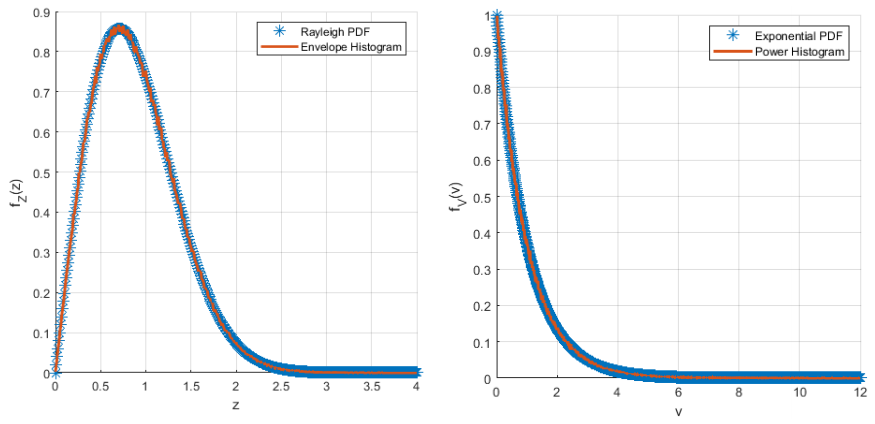 Rayleigh PDF
Envelope Histogram
0.9
0.8
0.7
0.6
0.5
0.4
0.3
0.2
0.1
0
f_Z(z)
0 0.5 1 1.5 2 2.5 3 3.5 4
z
Exponential PDF
Power Histogram
1
0.9
0.8
0.7
0.6
0.5
0.4
0.3
0.2
0.1
0
f_V(v)
0 2 4 6 8 10 12
v